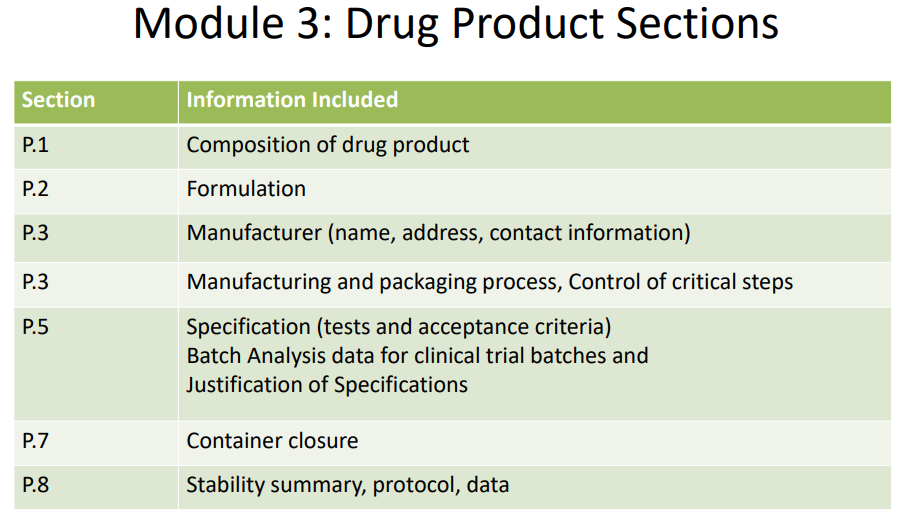 Module 3: Drug Product Sections
Section Information Included
P.1 Composition of drug product
P.2 Formulation
P.3 Manufacturer (name, address, contact information)
P.3 Manufacturing and packaging process, Control of critical steps
P.5 Specification (tests and acceptance criteria)
Batch Analysis data for clinical trial batches and
Justification of Specifications
P.7 Container closure
P.8 Stability summary, protocol, data